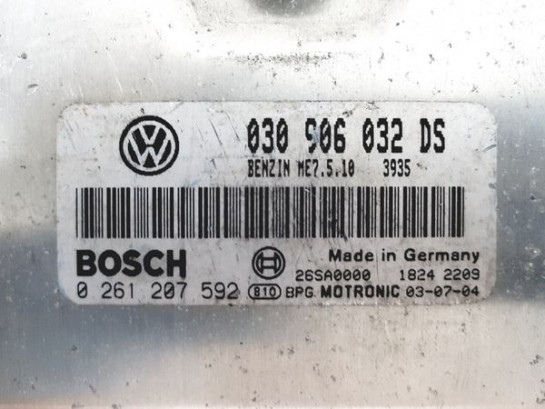 030 906 032 DS
BENZIN ME7.5.10 3935
BOSCH Made in Germany
26SA0000 1824 2209
0 261 207 592 B10 BPG MOTRONIC 03-07-04